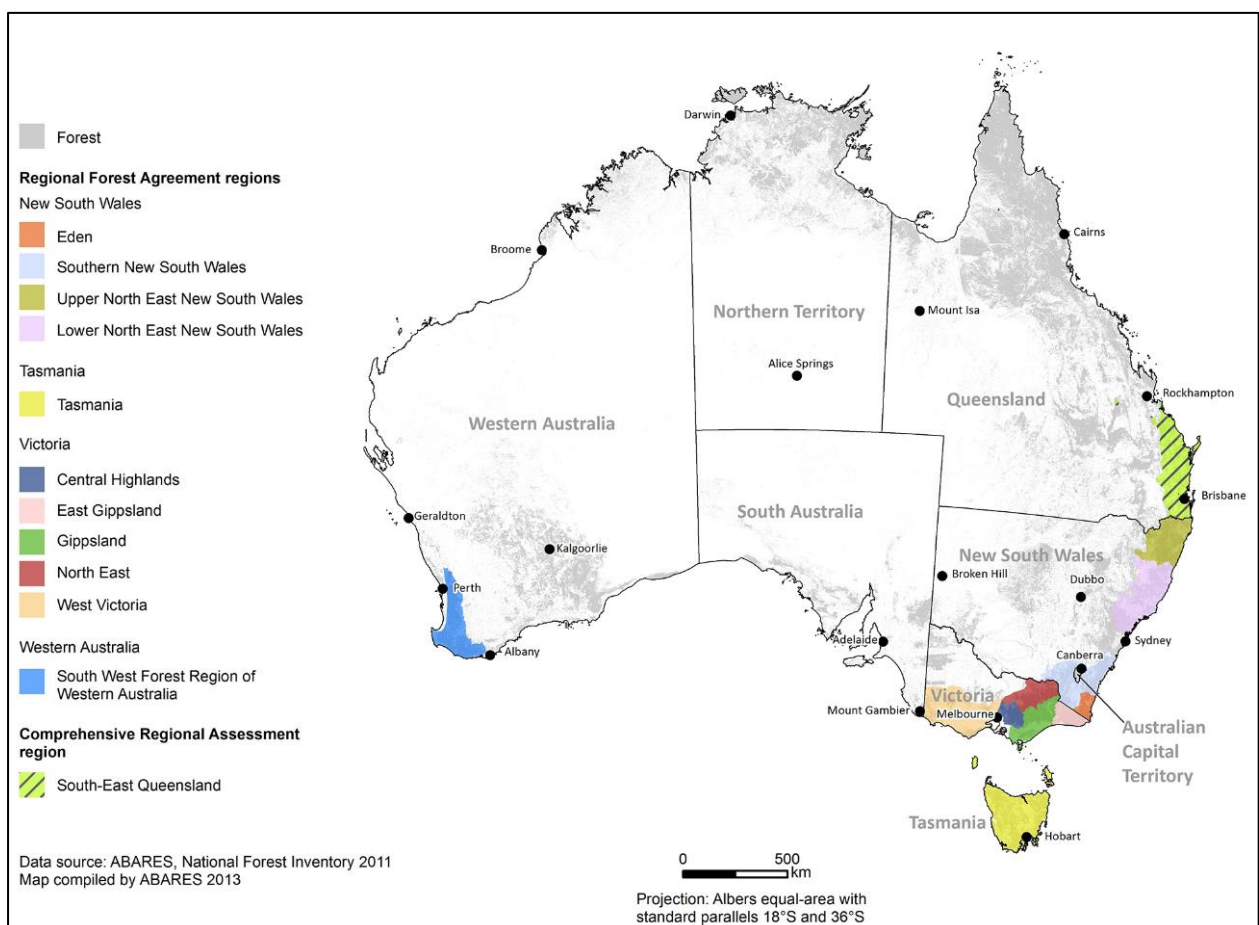 Forest
Regional Forest Agreement regions
New South Wales
Eden
Southern New South Wales
Upper North East New South Wales
Lower North East New South Wales
Tasmania
Tasmania
Victoria
Central Highlands
East Gippsland
Gippsland
North East
West Victoria
Western Australia
South West Forest Region of
Western Australia
Comprehensive Regional Assessment
region
South-East Queensland
Data source: ABARES, National Forest Inventory 2011
Map compiled by ABARES 2013
Darwin
Broome
Cairns
Northern Territory
Mount Isa
Alice Springs
Queensland
Rockhampton
Western Australia
Brisbane
Geraldton
South Australia
Kalgoorlie
New South Wales
Broken Hill
Dubbo
Perth
Adelaide
Sydney
Albany
Canberra
Victoria
Mount Gambier
Melbourne
Australian
Capital
Territory
Tasmania
Hobart
0 500
km
Projection: Albers equal-area with
standard parallels 18°S and 36°S